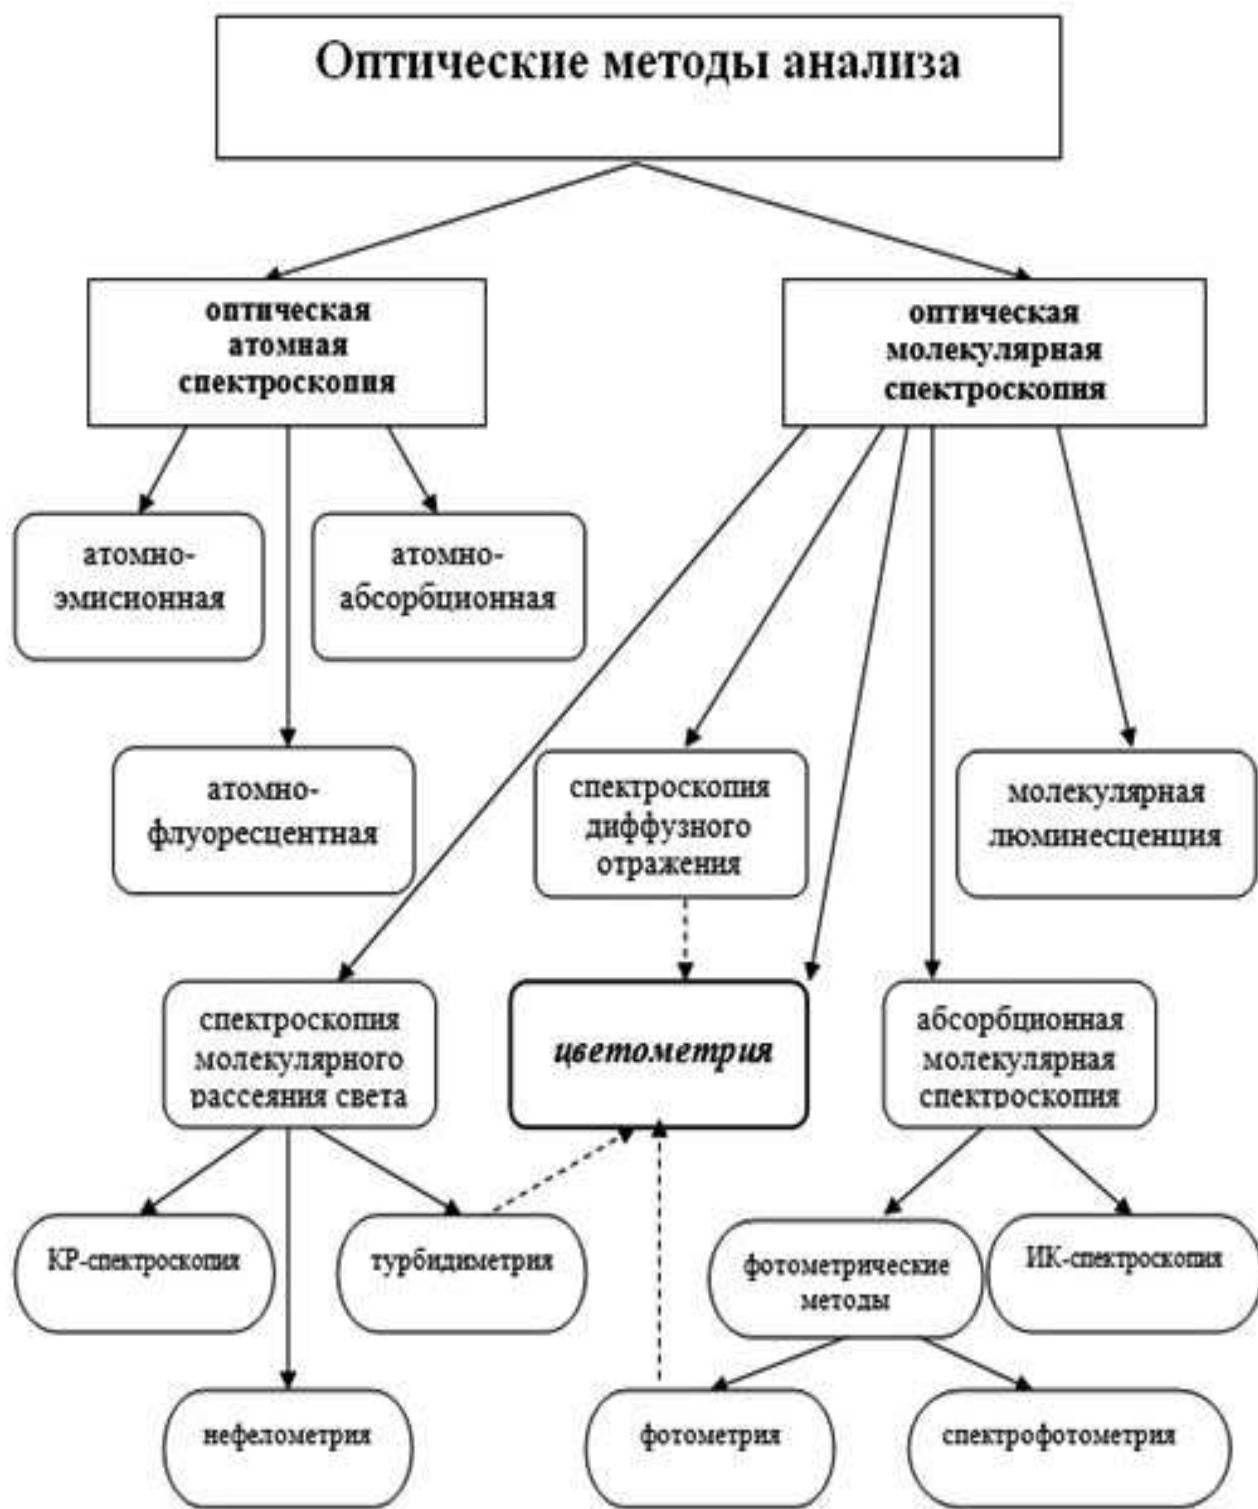 Оптические методы анализа
оптическая
атомная
спектроскопия
оптическая
молекулярная
спектроскопия
атомно-
эмисионная
атомно-
абсорбционная
атомно-
флуоресцентная
спектроскопия
диффузного
отражения
молекулярная
люминесценция
спектроскопия
молекулярного
рассеяния света
цветометрия
абсорбционная
молекулярная
спектроскопия
КР-спектроскопия
турбидиметрия
фотометрические
методы
ИК-спектроскопия
нефелометрия
фотометрия
спектрофотометрия